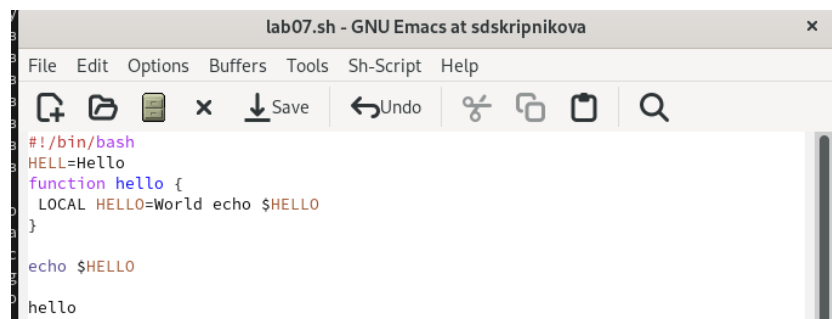 lab07.sh - GNU Emacs at sdskripnikova
File Edit Options Buffers Tools Sh-Script Help
Save Undo
#!/bin/bash
HELL=Hello
function hello {
 LOCAL HELLO=World echo $HELLO
}
echo $HELLO
hello